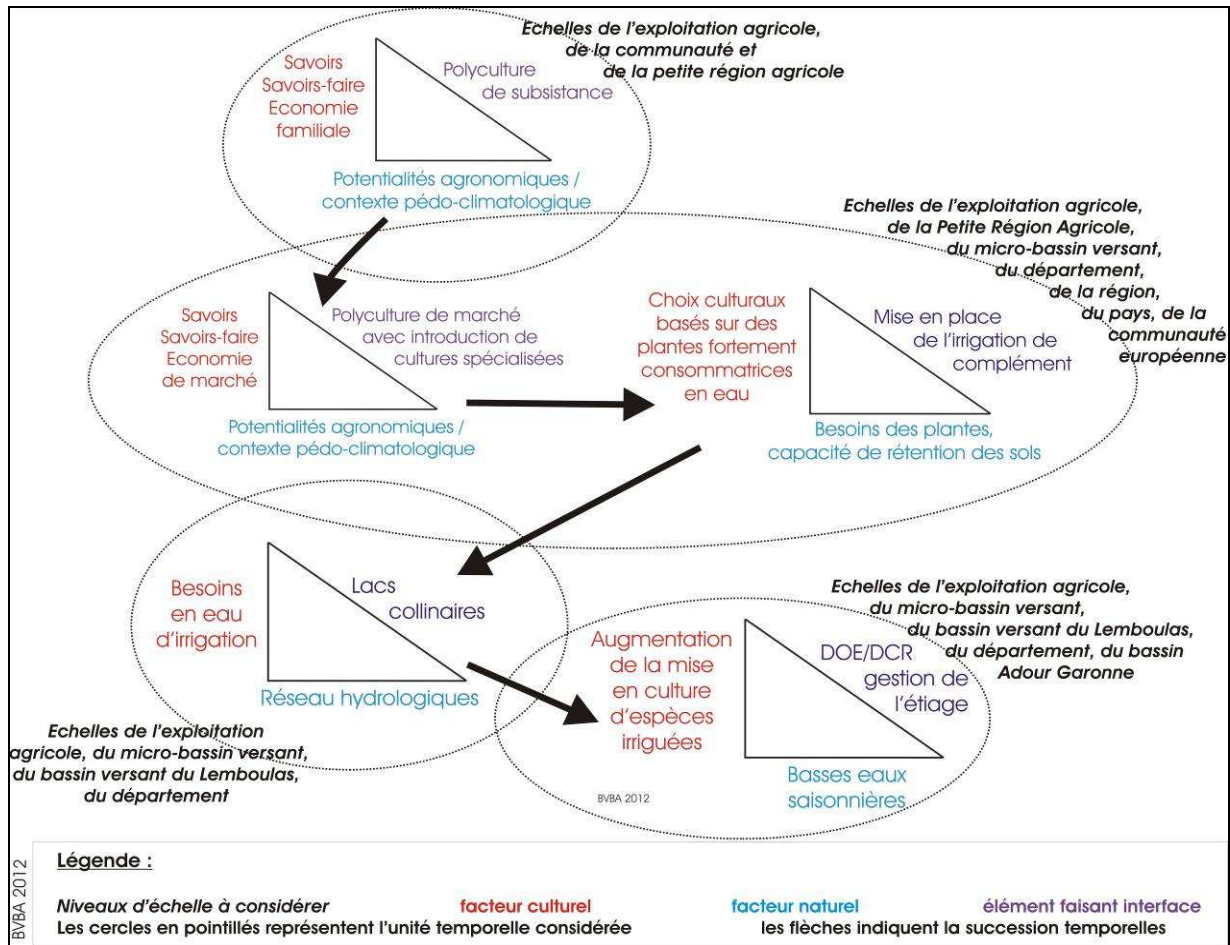 Echelles de l'exploitation agricole,
de la communauté et
de la petite région agricole
Savoirs
Savoirs-faire
Economie
familiale
Polyculture
de subsistance
Potentialités agronomiques /
contexte pédo-climatologique
Echelles de l'exploitation agricole,
de la Petite Région Agricole,
du micro-bassin versant,
du département,
de la région,
du pays, de la
communauté
européenne
Savoirs
Savoirs-faire
Economie
de marché
Polyculture de marché
avec introduction de
cultures spécialisées
Potentialités agronomiques /
contexte pédo-climatologique
Choix culturaux
basés sur des
plantes fortement
consommatrices
en eau
Mise en place
de l'irrigation de
complément
Besoins des plantes,
capacité de rétention des sols
Besoins
en eau
d'irrigation
Lacs
collinaires
Réseau hydrologiques
Echelles de l'exploitation
agricole, du micro-bassin versant,
du bassin versant du Lemboulas,
du département
Echelles de l'exploitation agricole,
du micro-bassin versant,
du bassin versant du Lemboulas,
du département, du bassin
Adour Garonne
Augmentation
de la mise
en culture
d'espèces
irriguées
DOE/DCR
gestion de
l'étiage
Basses eaux
saisonnières
BVBA 2012
BVBA 2012
Légende :
Niveaux d'échelle à considérer facteur culturel facteur naturel élément faisant interface
Les cercles en pointillés représentent l'unité temporelle considérée les flèches indiquent la succession temporelles